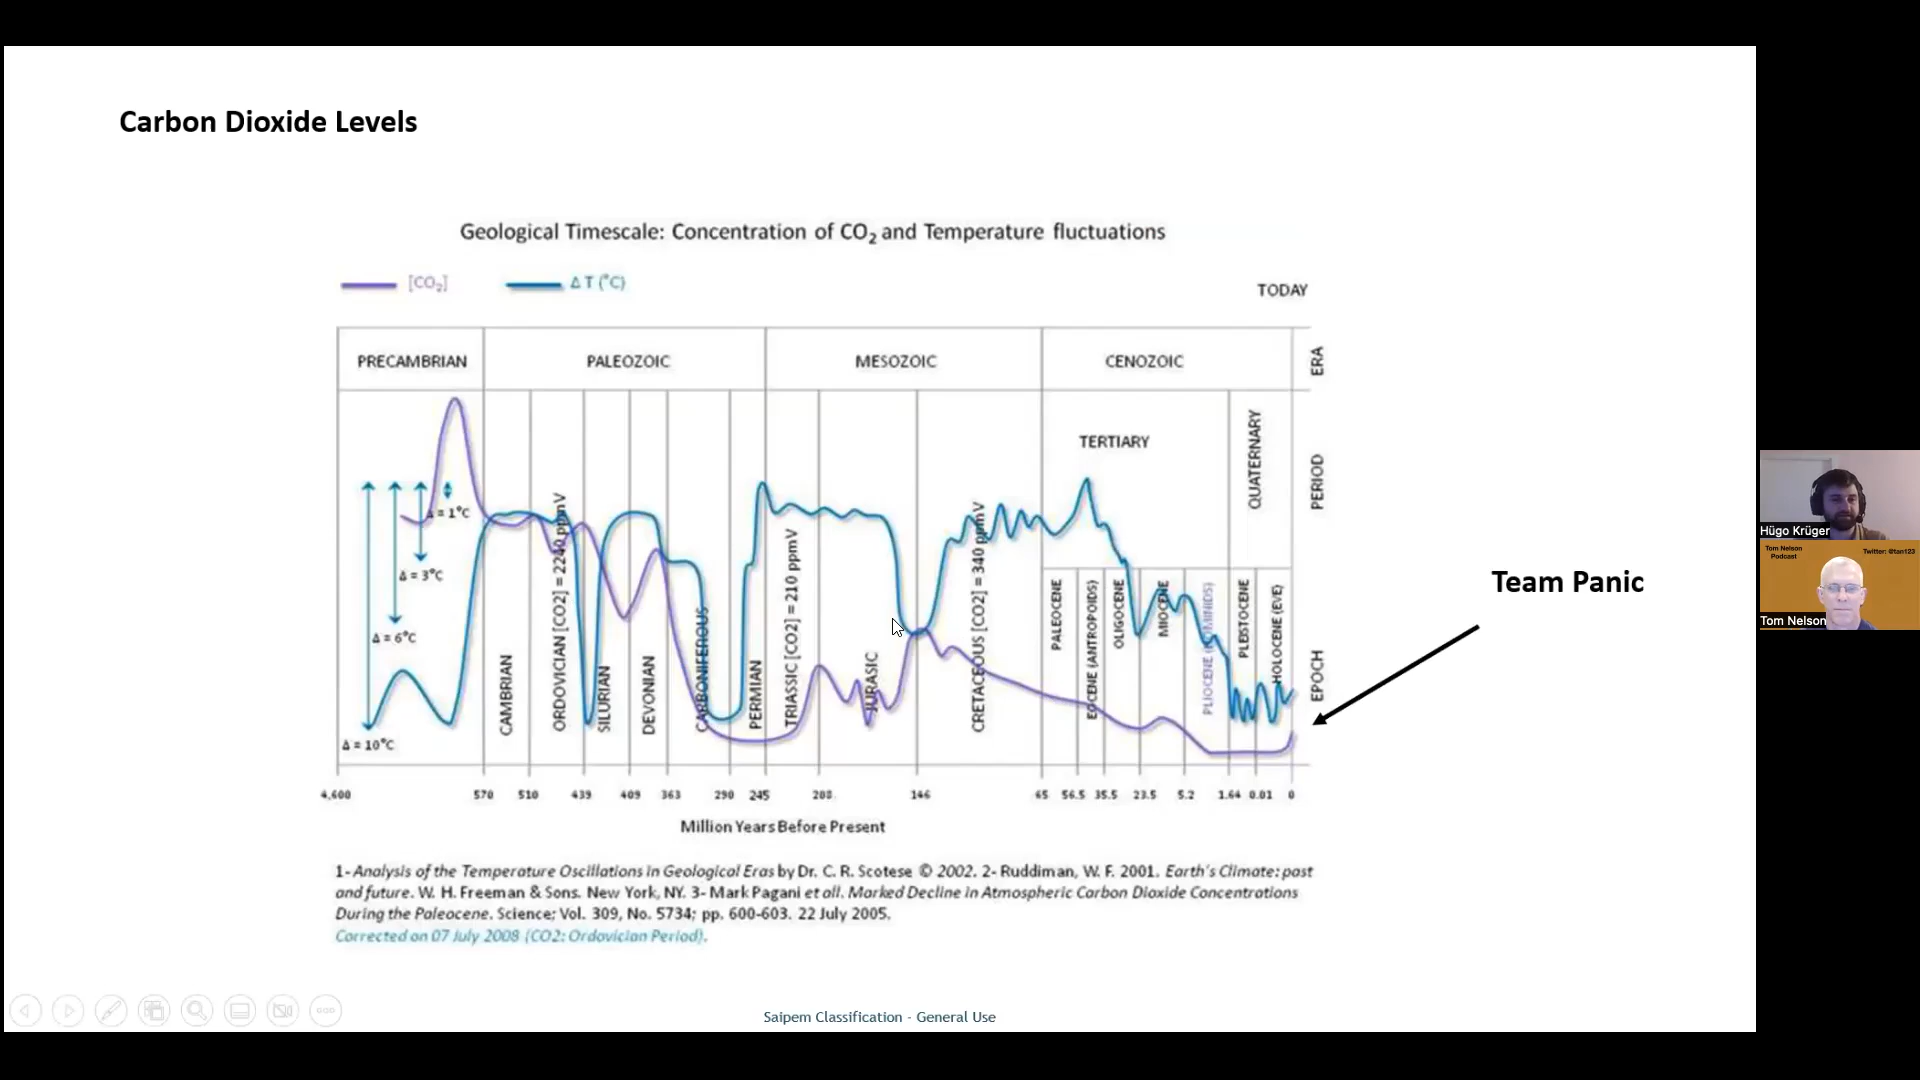 Carbon Dioxide Levels
Geological Timescale: Concentration of CO₂ and Temperature fluctuations
[CO₂]
Δ T (°C)
TODAY
PRECAMBRIAN
PALEOZOIC
MESOZOIC
CENOZOIC
ERA
TERTIARY
QUATERNARY
PERIOD
Δ = 1°C
Δ = 3°C
Δ = 6°C
Δ = 10°C
CAMBRIAN
ORDOVICIAN [CO2] = 2240 ppmV
SILURIAN
DEVONIAN
CARBONIFEROUS
PERMIAN
TRIASSIC [CO2] = 210 ppmV
JURASIC
CRETACEOUS [CO2] = 340 ppmV
PALEOCENE
EOCENE (ANTROPOIDS)
OLIGOCENE
MIOCENE
PLIOCENE (HOMINIDS)
PLEISTOCENE
HOLOCENE (EVE)
EPOCH
4,600 570 510 439 409 363 290 245 208 146 65 56.5 35.5 23.5 5.2 1.64 0.01 0
Million Years Before Present
1- Analysis of the Temperature Oscillations in Geological Eras by Dr. C. R. Scotese © 2002. 2- Ruddiman, W. F. 2001. Earth's Climate: past
and future. W. H. Freeman & Sons. New York, NY. 3- Mark Pagani et all. Marked Decline in Atmospheric Carbon Dioxide Concentrations
During the Paleocene. Science; Vol. 309, No. 5734; pp. 600-603. 22 July 2005.
Corrected on 07 July 2008 (CO2: Ordovician Period).
Team Panic
Saipem Classification - General Use
Hügo Krüger
Tom Nelson
Podcast
Twitter: @tan123
Tom Nelson